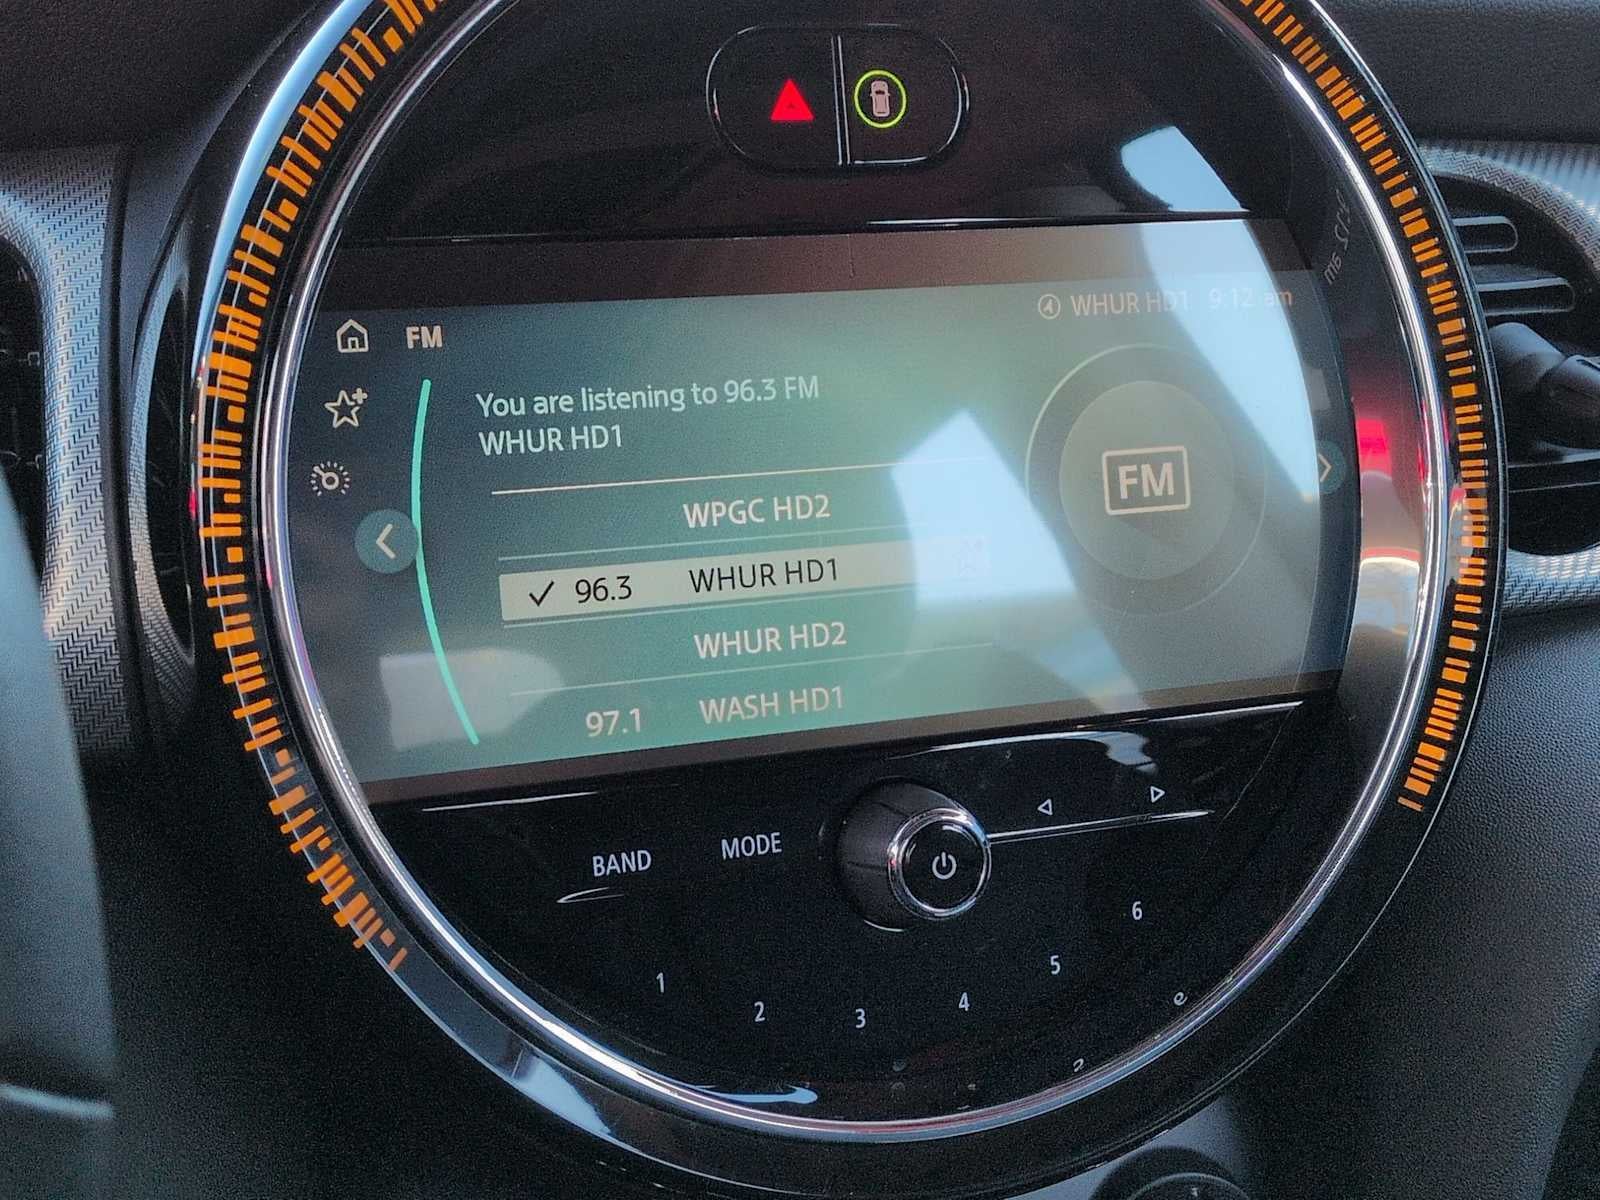 WHUR HD1 9:12 am
FM
You are listening to 96.3 FM
WHUR HD1
FM
WPGC HD2
96.3 WHUR HD1
WHUR HD2
97.1 WASH HD1
BAND MODE
1 2 3 4 5 6